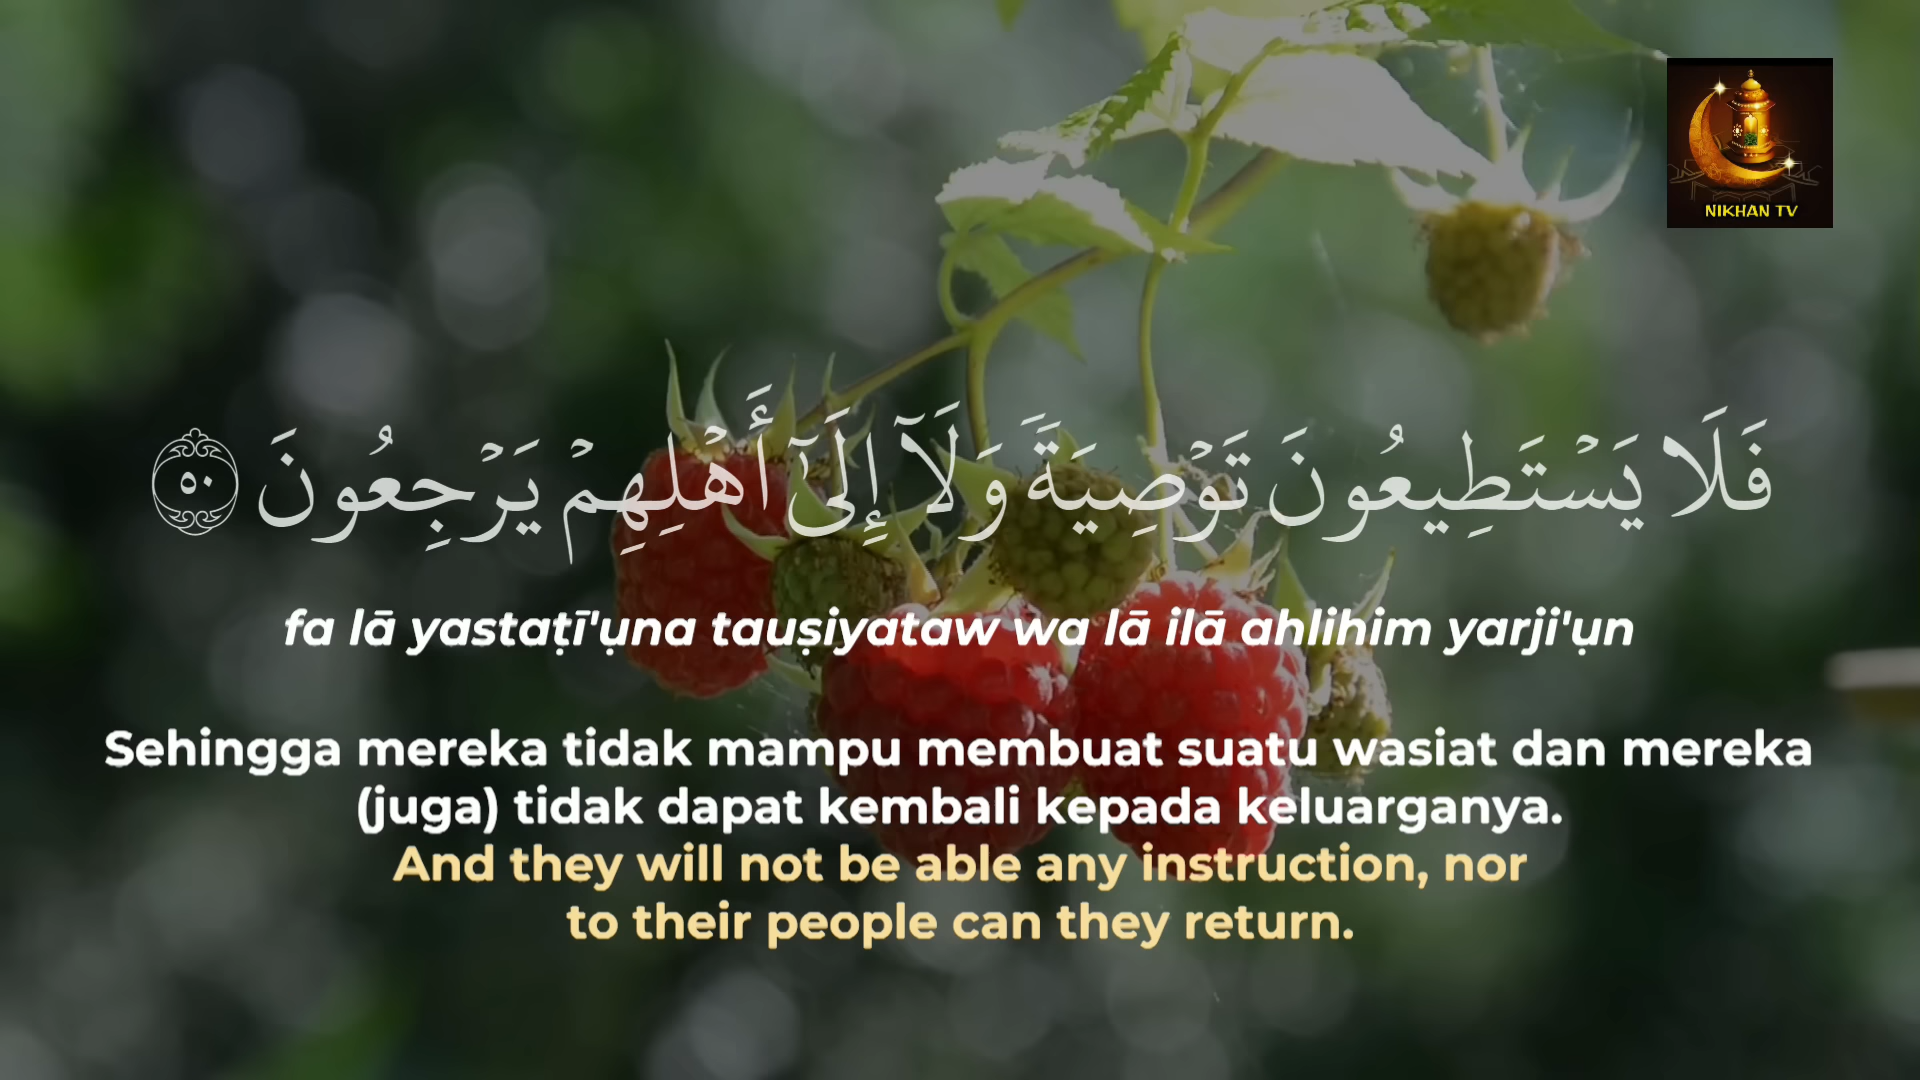 NIKHAN TV
فَلَا يَسْتَطِيعُونَ تَوْصِيَةً وَلَآ إِلَىٰٓ أَهْلِهِمْ يَرْجِعُونَ ٥٠
fa lā yastaṭī'ụna tauṣiyataw wa lā ilā ahlihim yarji'ụn
Sehingga mereka tidak mampu membuat suatu wasiat dan mereka
(juga) tidak dapat kembali kepada keluarganya.
And they will not be able any instruction, nor
to their people can they return.